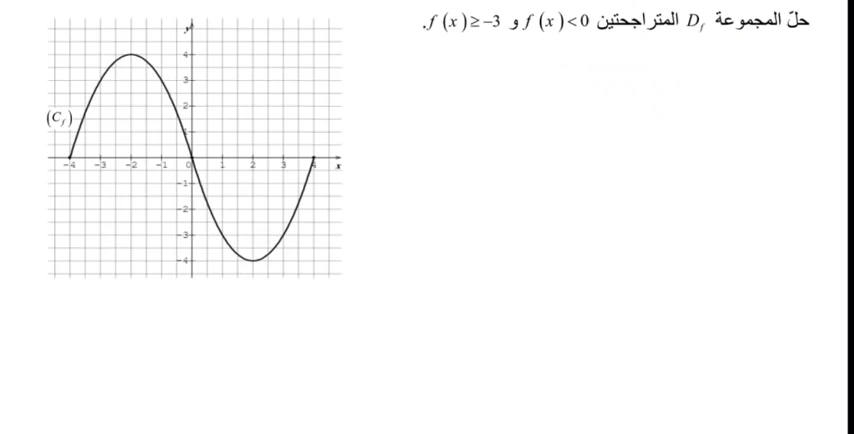 حلّ المجموعة D_f المتراجحتين f (x)<0 و f (x)≥−3.
y
4
3
2
1
(C_f)
−4 −3 −2 −1 0 1 2 3 4 x
−1
−2
−3
−4